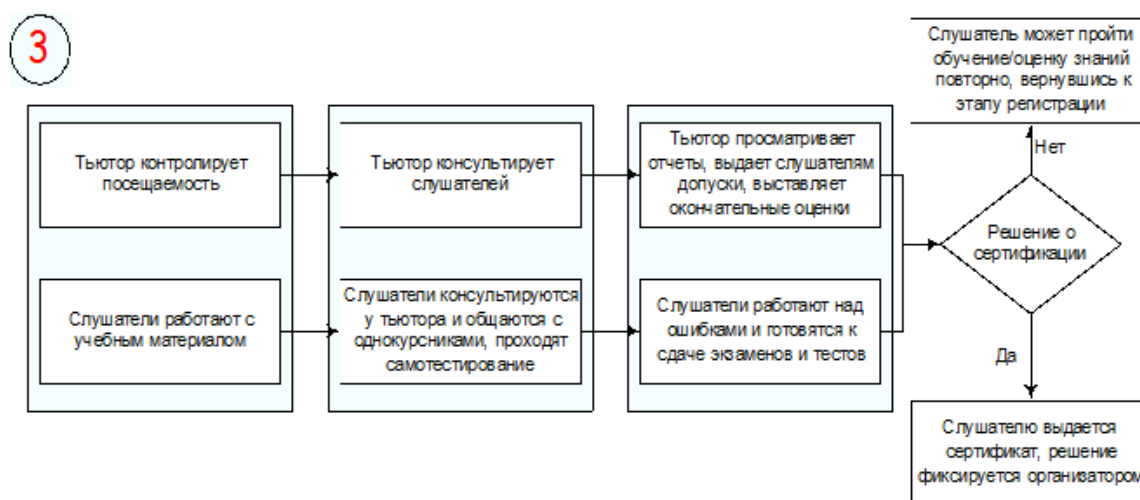 3
Тьютор контролирует
посещаемость
Слушатели работают с
учебным материалом
Тьютор консультирует
слушателей
Слушатели консультируются
у тьютора и общаются с
однокурсниками, проходят
самотестирование
Тьютор просматривает
отчеты, выдает слушателям
допуски, выставляет
окончательные оценки
Слушатели работают над
ошибками и готовятся к
сдаче экзаменов и тестов
Решение о
сертификации
Нет
Слушатель может пройти
обучение/оценку знаний
повторно, вернувшись к
этапу регистрации
Да
Слушателю выдается
сертификат, решение
фиксируется организатором